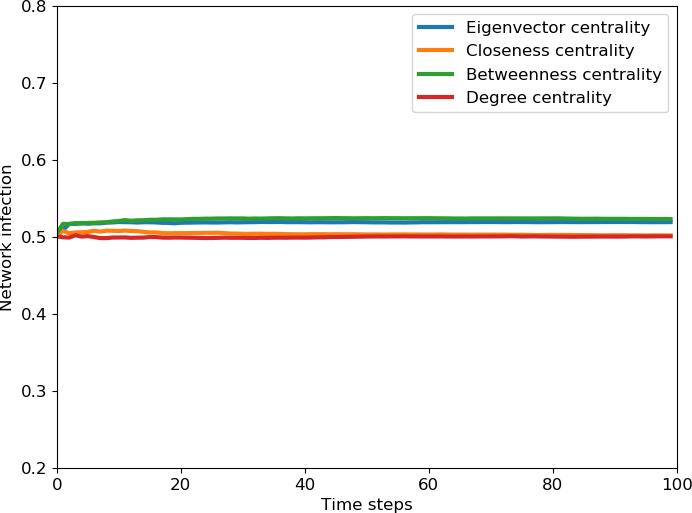 0.8
0.7
0.6
0.5
0.4
0.3
0.2
Network infection
Eigenvector centrality
Closeness centrality
Betweenness centrality
Degree centrality
0 20 40 60 80 100
Time steps